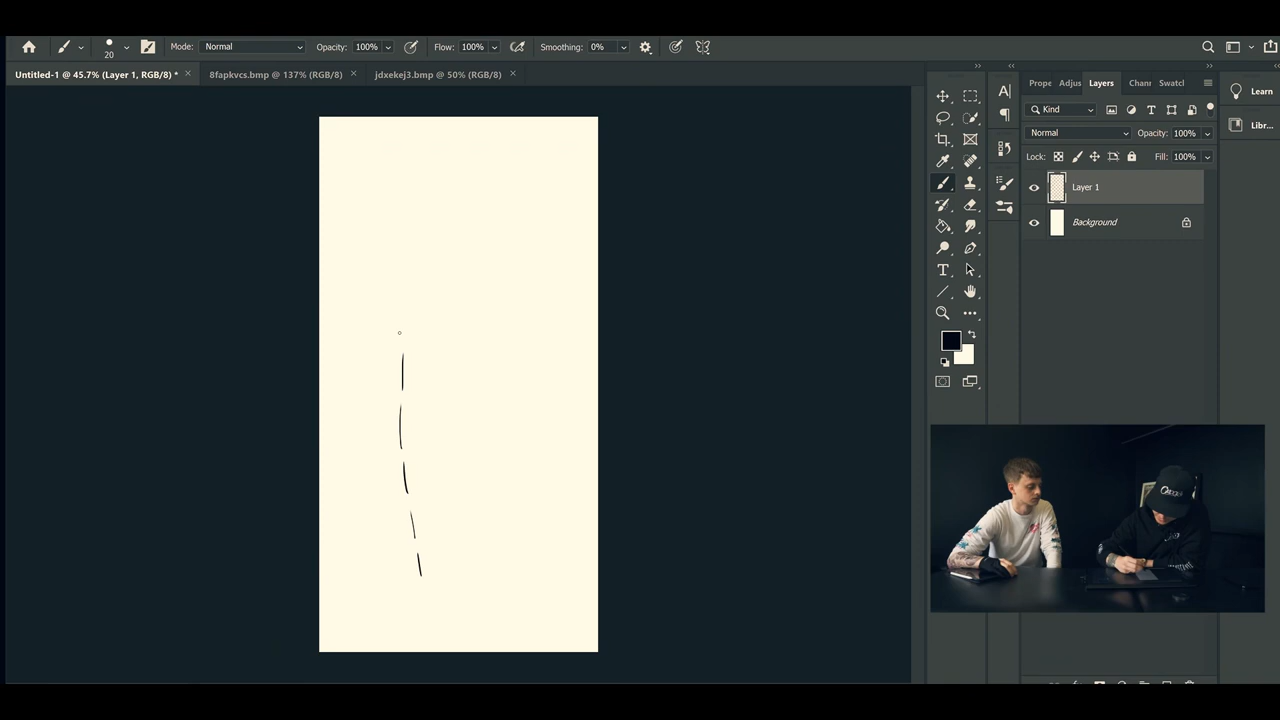 20 Mode: Normal Opacity: 100% Flow: 100% Smoothing: 0%
Untitled-1 @ 45.7% (Layer 1, RGB/8) * × 8fapkvcs.bmp @ 137% (RGB/8) × jdxekej3.bmp @ 50% (RGB/8) ×
Prope Adjus Layers Chanr Swatcl
Learn
Kind
Libr...
Normal Opacity: 100%
Lock: Fill: 100%
Layer 1
Background